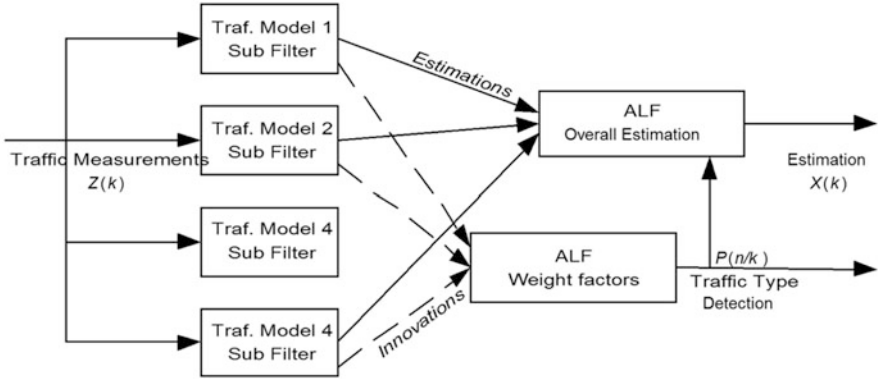 Traf. Model 1
Sub Filter
Estimations
ALF
Overall Estimation
Traf. Model 2
Sub Filter
Traffic Measurements
Z(k)
Estimation
X(k)
Traf. Model 4
Sub Filter
ALF
Weight factors
P(n/k)
Traffic Type
Detection
Innovations
Traf. Model 4
Sub Filter